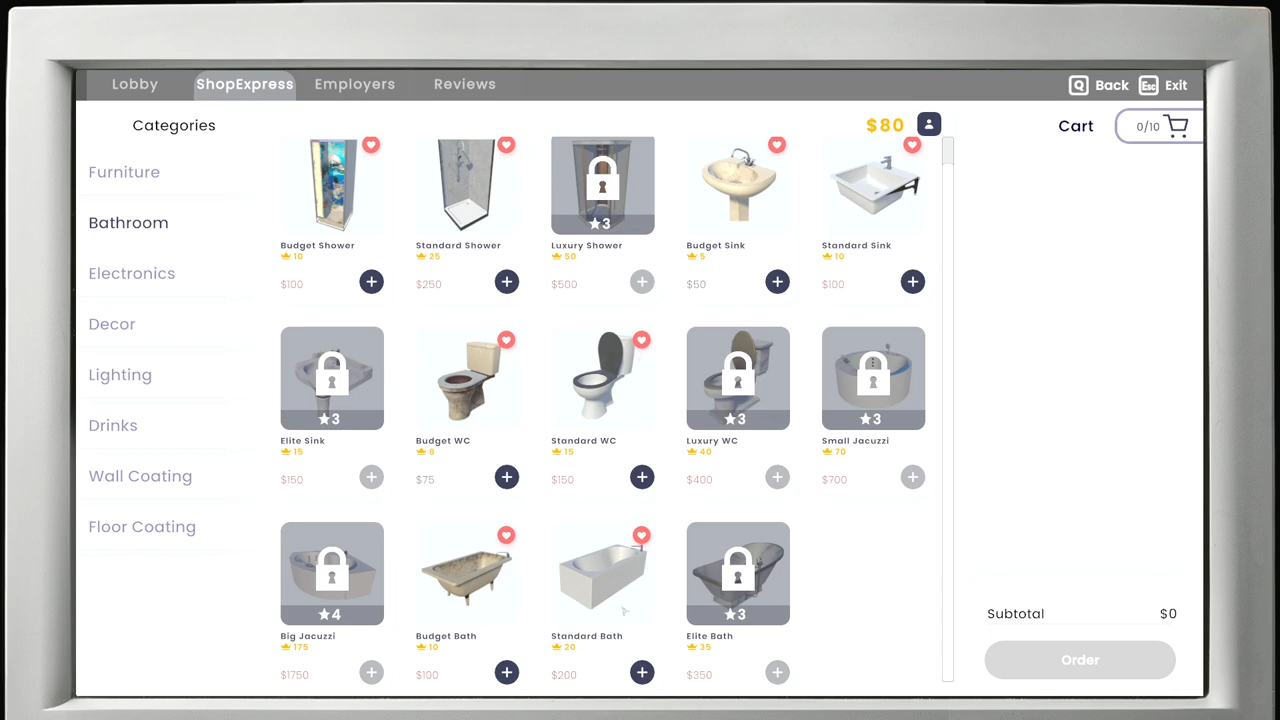 Lobby ShopExpress Employers Reviews Q Back Esc Exit
Categories $80 Cart 0/10
Furniture
Bathroom
Electronics
Decor
Lighting
Drinks
Wall Coating
Floor Coating
★3
Budget Shower Standard Shower Luxury Shower Budget Sink Standard Sink
10 25 50 5 10
$100 + $250 + $500 + $50 + $100 +
★3 ★3 ★3
Elite Sink Budget WC Standard WC Luxury WC Small Jacuzzi
15 8 15 40 70
$150 + $75 + $150 + $400 + $700 +
★4 ★3
Big Jacuzzi Budget Bath Standard Bath Elite Bath
175 10 20 35
$1750 + $100 + $200 + $350 +
Subtotal $0
Order